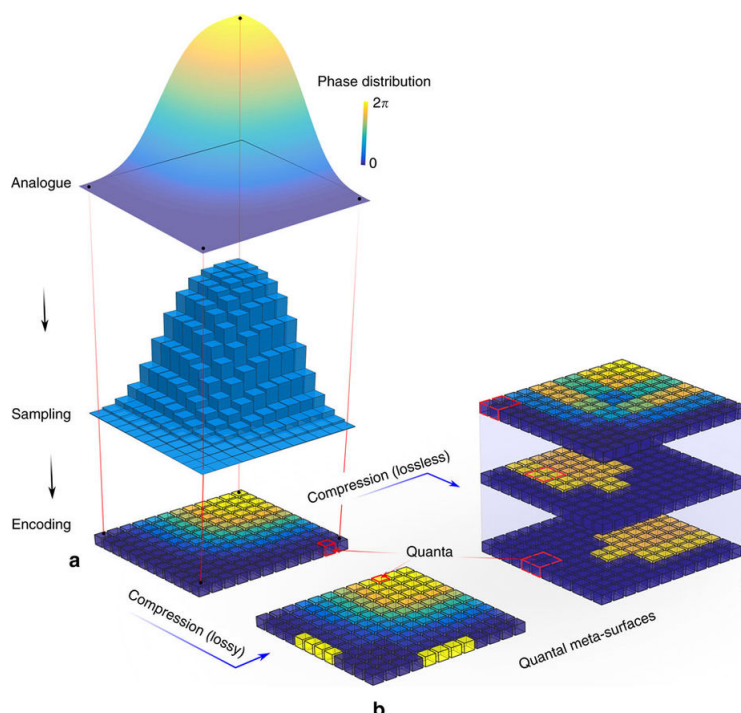 Phase distribution
2π
0
Analogue
Sampling
Compression (lossless)
Encoding
a
Quanta
Compression (lossy)
Quantal meta-surfaces
b